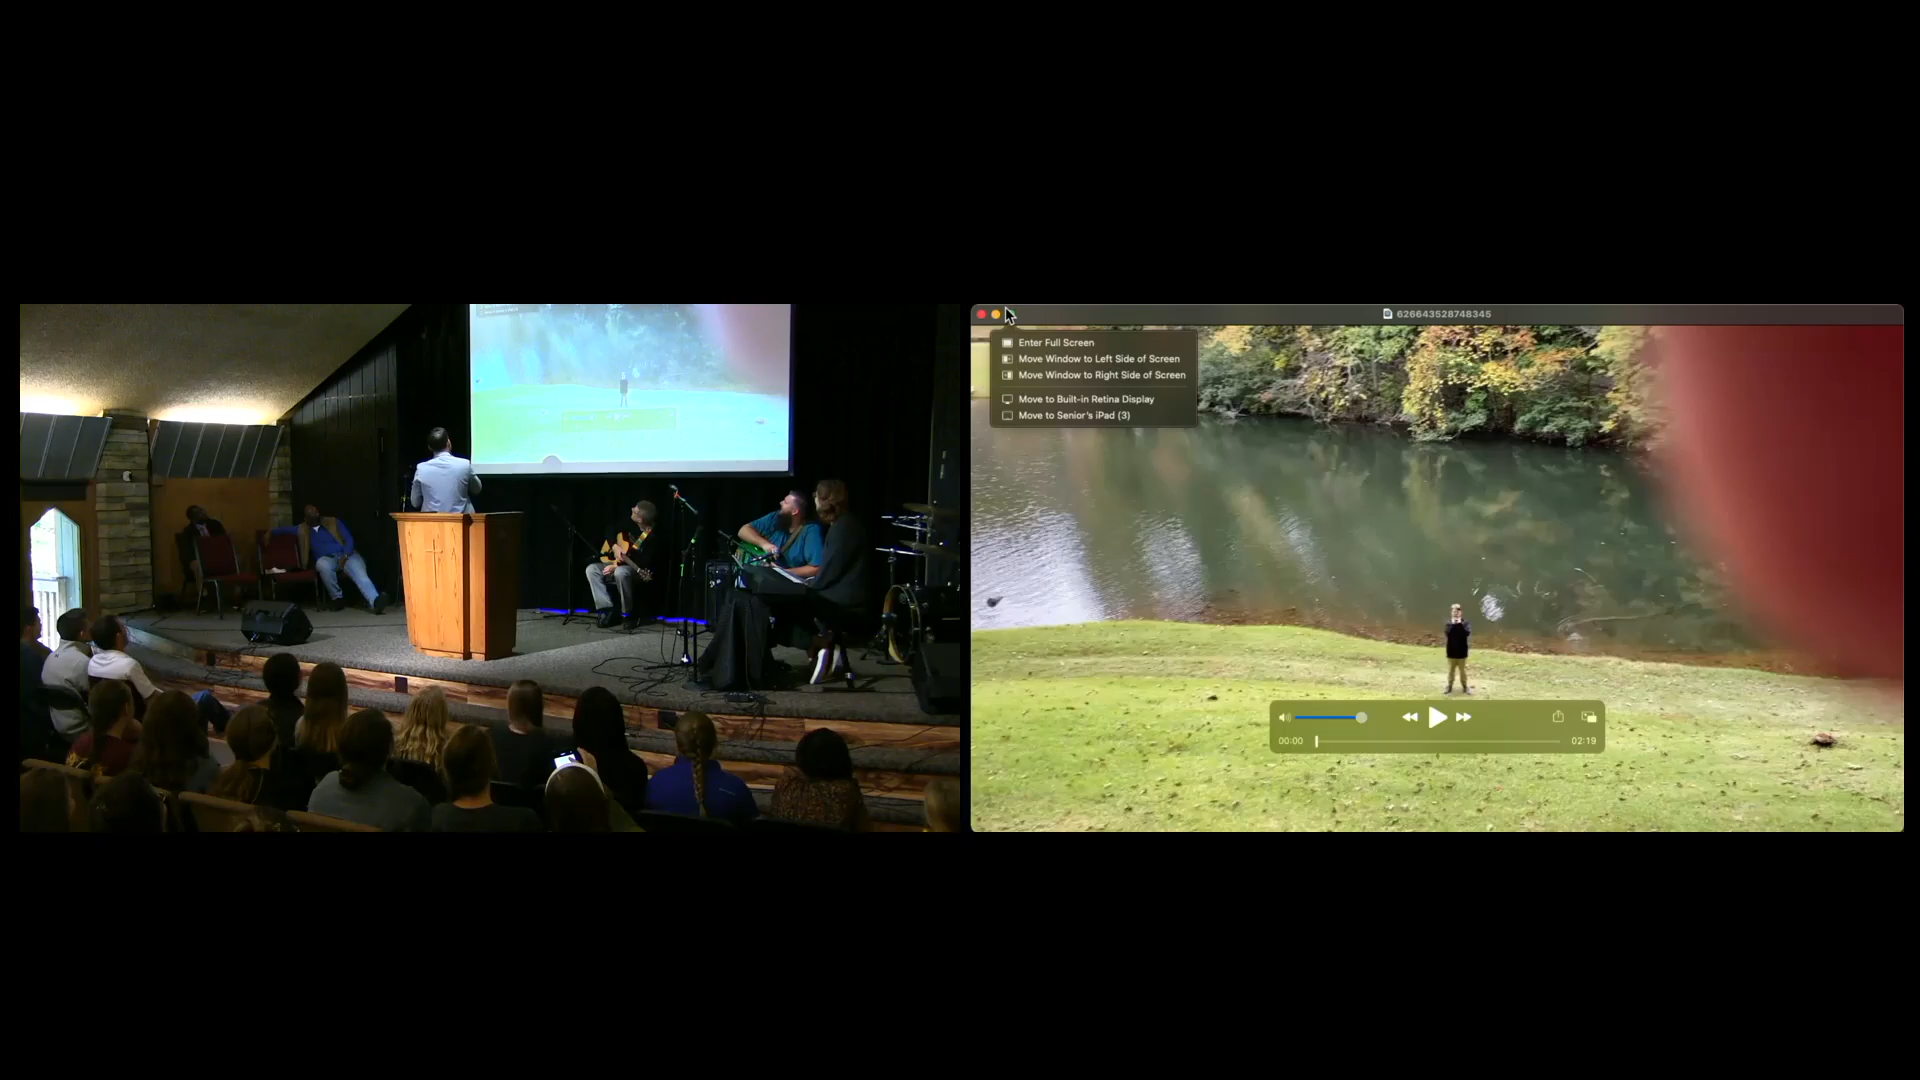 626643528748345
Enter Full Screen
Move Window to Left Side of Screen
Move Window to Right Side of Screen
Move to Built-in Retina Display
Move to Senior's iPad (3)
00:00
02:19